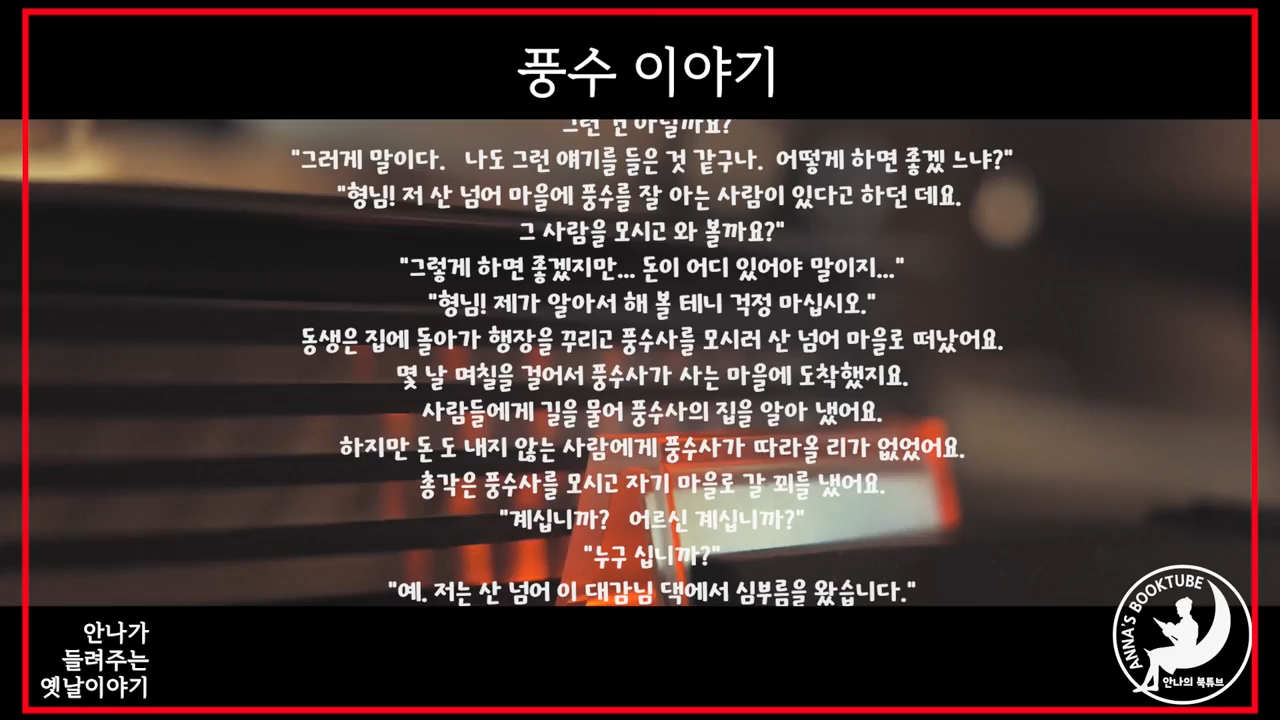 풍수 이야기
그런 건 아닐까요?
"그러게 말이다. 나도 그런 얘기를 들은 것 같구나. 어떻게 하면 좋겠 느냐?"
"형님! 저 산 넘어 마을에 풍수를 잘 아는 사람이 있다고 하던 데요.
그 사람을 모시고 와 볼까요?"
"그렇게 하면 좋겠지만... 돈이 어디 있어야 말이지..."
"형님! 제가 알아서 해 볼 테니 걱정 마십시오."
동생은 집에 돌아가 행장을 꾸리고 풍수사를 모시러 산 넘어 마을로 떠났어요.
몇 날 며칠을 걸어서 풍수사가 사는 마을에 도착했지요.
사람들에게 길을 물어 풍수사의 집을 알아 냈어요.
하지만 돈 도 내지 않는 사람에게 풍수사가 따라올 리가 없었어요.
총각은 풍수사를 모시고 자기 마을로 갈 꾀를 냈어요.
"계십니까? 어르신 계십니까?"
"누구 십니까?"
"예. 저는 산 넘어 이 대감님 댁에서 심부름을 왔습니다."
안나가
들려주는
옛날이야기
ANNA'S BOOKTUBE
안나의 북튜브